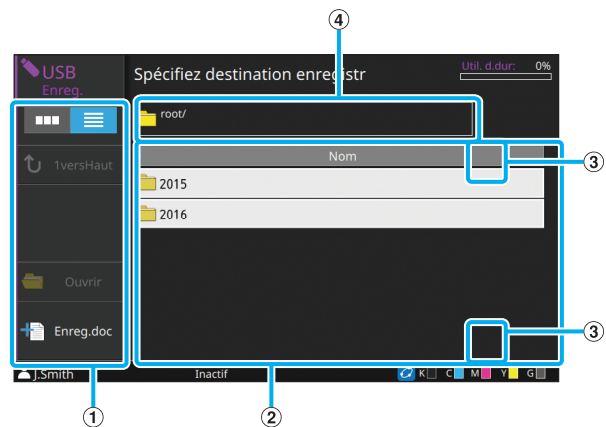 ④
USB
Enreg.
Spécifiez destination enregistr
Util. d.dur: 0%
root/
Nom
③
1versHaut
2015
2016
Ouvrir
Enreg.doc
③
J.Smith
Inactif
K C M Y G
① ②